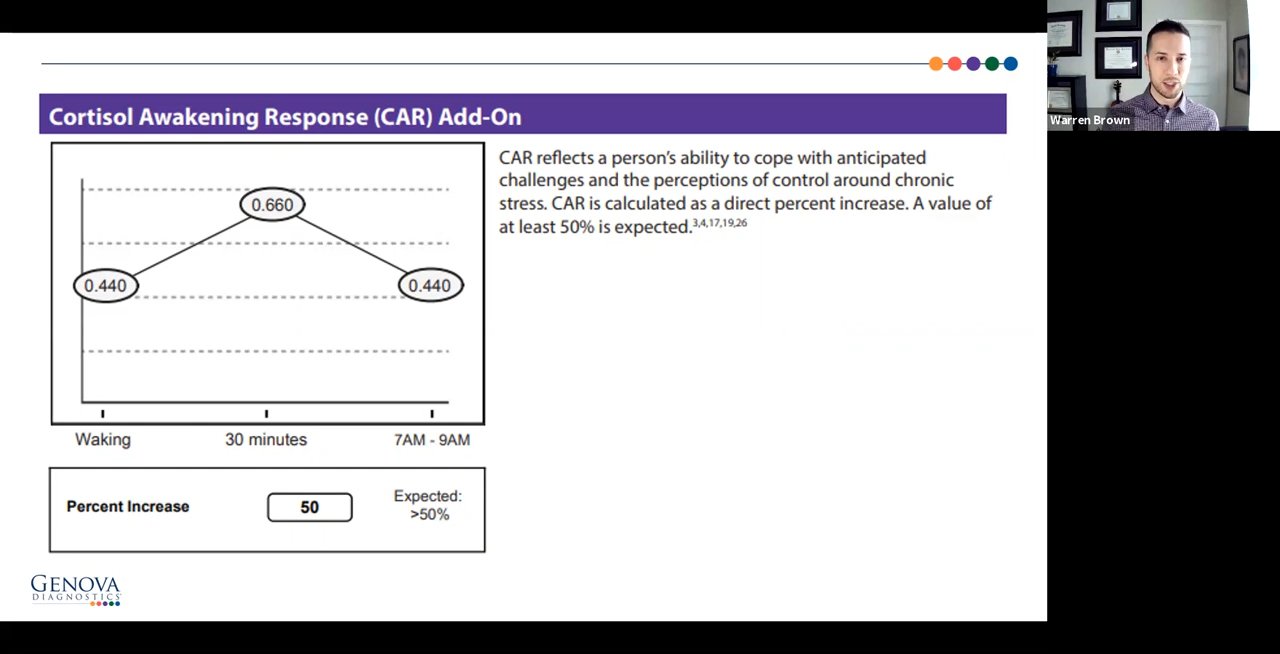 Cortisol Awakening Response (CAR) Add-On
0.660
0.440
0.440
Waking
30 minutes
7AM - 9AM
Percent Increase
50
Expected:
>50%
CAR reflects a person's ability to cope with anticipated
challenges and the perceptions of control around chronic
stress. CAR is calculated as a direct percent increase. A value of
at least 50% is expected.3,4,17,19,26
GENOVA
DIAGNOSTICS
Warren Brown